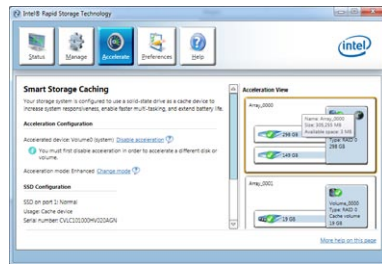 Intel® Rapid Storage Technology
Status
Manage
Accelerate
Preferences
Help
intel
Smart Storage Caching
Your storage system is configured to use a solid-state drive as a cache device to
increase system responsiveness, enable faster multi-tasking, and extend battery life.
Acceleration Configuration
Accelerated device: Volume0 (system) Disable acceleration
You must first disable acceleration in order to accelerate a different disk or
volume.
Acceleration mode: Enhanced Change mode
SSD Configuration
SSD on port 1: Normal
Usage: Cache device
Serial number:
Acceleration View
Array_0000
Name: Array_0000
Available space: 2 MB
298 GB
Type: RAID 0
298 GB
149 GB
Array_0001
Volume_0000
Type: RAID 0
Cache volume
19 GB
19 GB
More help on this page